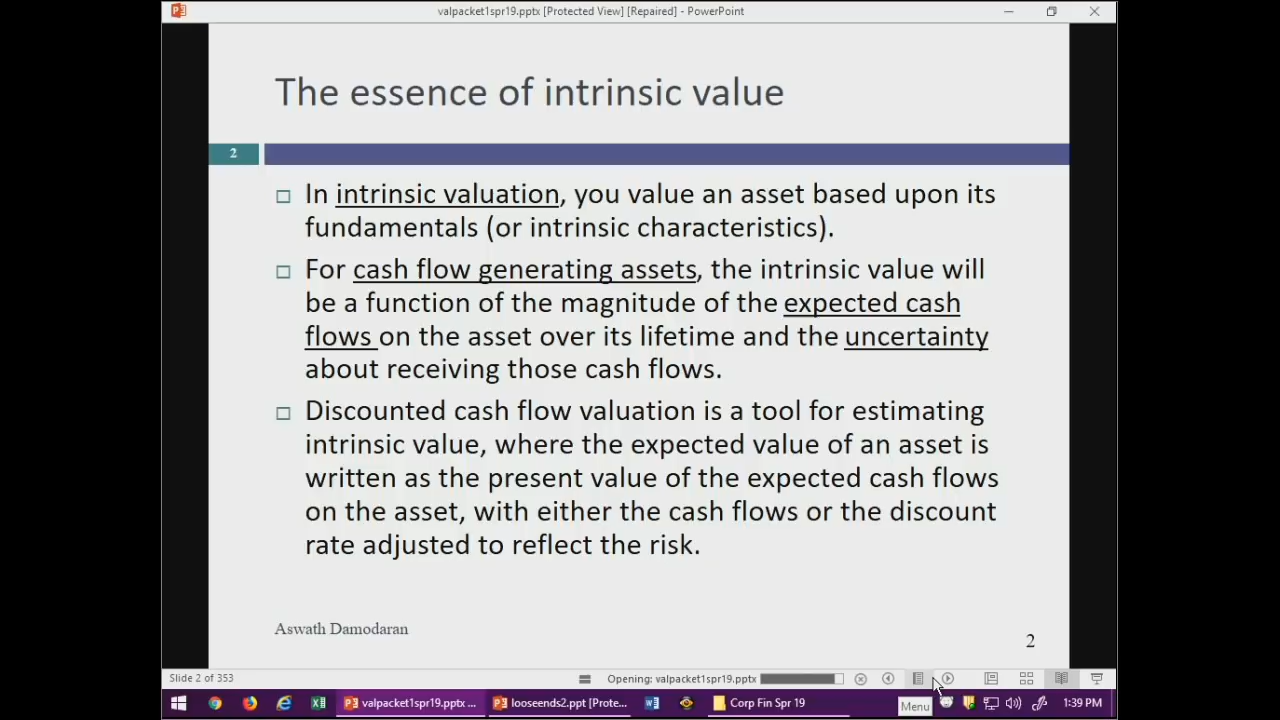 valpacket1spr19.pptx [Protected View] [Repaired] - PowerPoint
The essence of intrinsic value
2
In intrinsic valuation, you value an asset based upon its
fundamentals (or intrinsic characteristics).
For cash flow generating assets, the intrinsic value will
be a function of the magnitude of the expected cash
flows on the asset over its lifetime and the uncertainty
about receiving those cash flows.
Discounted cash flow valuation is a tool for estimating
intrinsic value, where the expected value of an asset is
written as the present value of the expected cash flows
on the asset, with either the cash flows or the discount
rate adjusted to reflect the risk.
Aswath Damodaran
2
Slide 2 of 353
Opening: valpacket1spr19.pptx
valpacket1spr19.pptx ...
loosends2.ppt [Prote...
Corp Fin Spr 19
Menu
1:39 PM